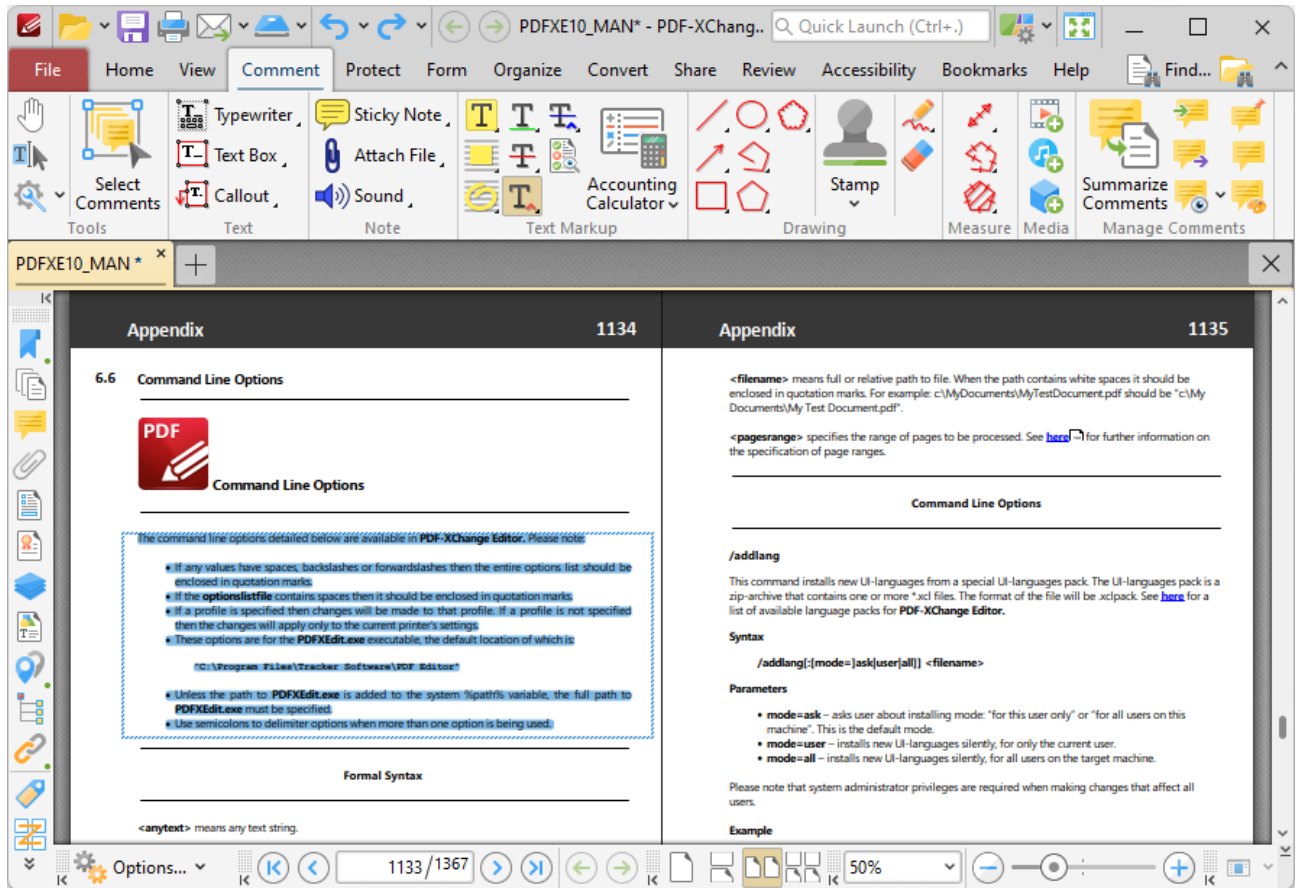 PDFXE10_MAN* - PDF-XChang..
Quick Launch (Ctrl+.)
File Home View Comment Protect Form Organize Convert Share Review Accessibility Bookmarks Help Find...
Select
Comments
Tools
Typewriter
Text Box
Callout
Text
Sticky Note
Attach File
Sound
Note
Accounting
Calculator
Text Markup
Stamp
Drawing
Measure
Media
Summarize
Comments
Manage Comments
PDFXE10_MAN *
Appendix 1134
6.6 Command Line Options
PDF
Command Line Options
The command line options detailed below are available in PDF-XChange Editor. Please note:
• If any values have spaces, backslashes or forwardslashes then the entire options list should be
enclosed in quotation marks.
• If the optionslistfile contains spaces then it should be enclosed in quotation marks.
• If a profile is specified then changes will be made to that profile. If a profile is not specified
then the changes will apply only to the current printer's settings.
• These options are for the PDFXEdit.exe executable, the default location of which is:
"C:\Program Files\Tracker Software\PDF Editor"
• Unless the path to PDFXEdit.exe is added to the system %path% variable, the full path to
PDFXEdit.exe must be specified.
• Use semicolons to delimiter options when more than one option is being used.
Formal Syntax
<anytext> means any text string.
Appendix 1135
<filename> means full or relative path to file. When the path contains white spaces it should be
enclosed in quotation marks. For example: c:\MyDocuments\MyTestDocument.pdf should be "c:\My
Documents\My Test Document.pdf".
<pagesrange> specifies the range of pages to be processed. See here for further information on
the specification of page ranges.
Command Line Options
/addlang
This command installs new UI-languages from a special UI-languages pack. The UI-languages pack is a
zip-archive that contains one or more *.xcl files. The format of the file will be .xclpack. See here for a
list of available language packs for PDF-XChange Editor.
Syntax
/addlang[:[mode=]ask|user|all]] <filename>
Parameters
• mode=ask – asks user about installing mode: "for this user only" or "for all users on this
machine". This is the default mode.
• mode=user – installs new UI-languages silently, for only the current user.
• mode=all – installs new UI-languages silently, for all users on the target machine.
Please note that system administrator privileges are required when making changes that affect all
users.
Example
Options... 1133/1367 50%